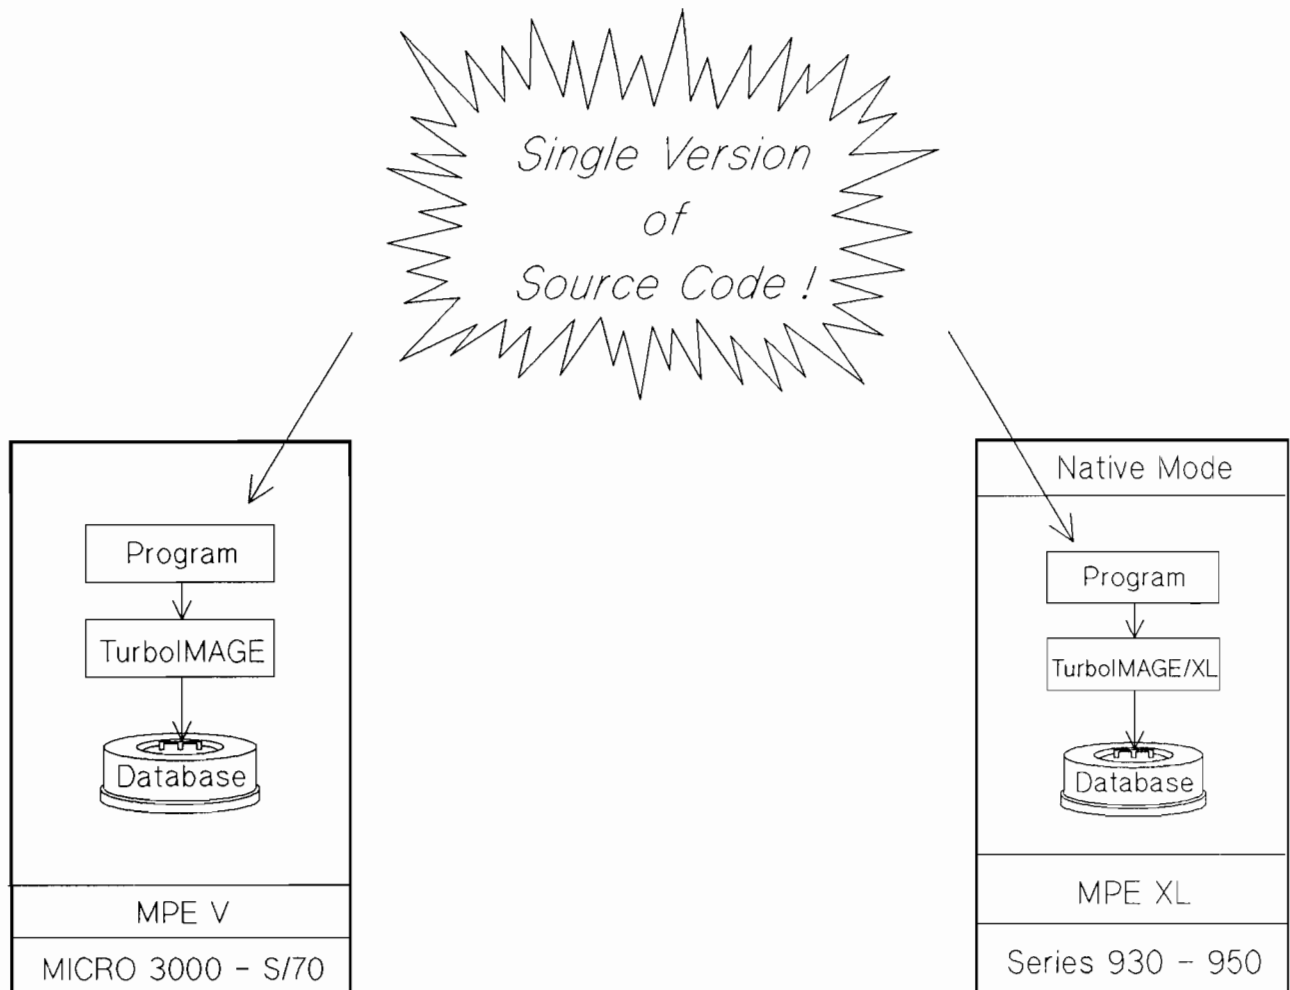 Single Version
of
Source Code !
Program
TurboIMAGE
Database
MPE V
MICRO 3000 - S/70
Native Mode
Program
TurboIMAGE/XL
Database
MPE XL
Series 930 - 950